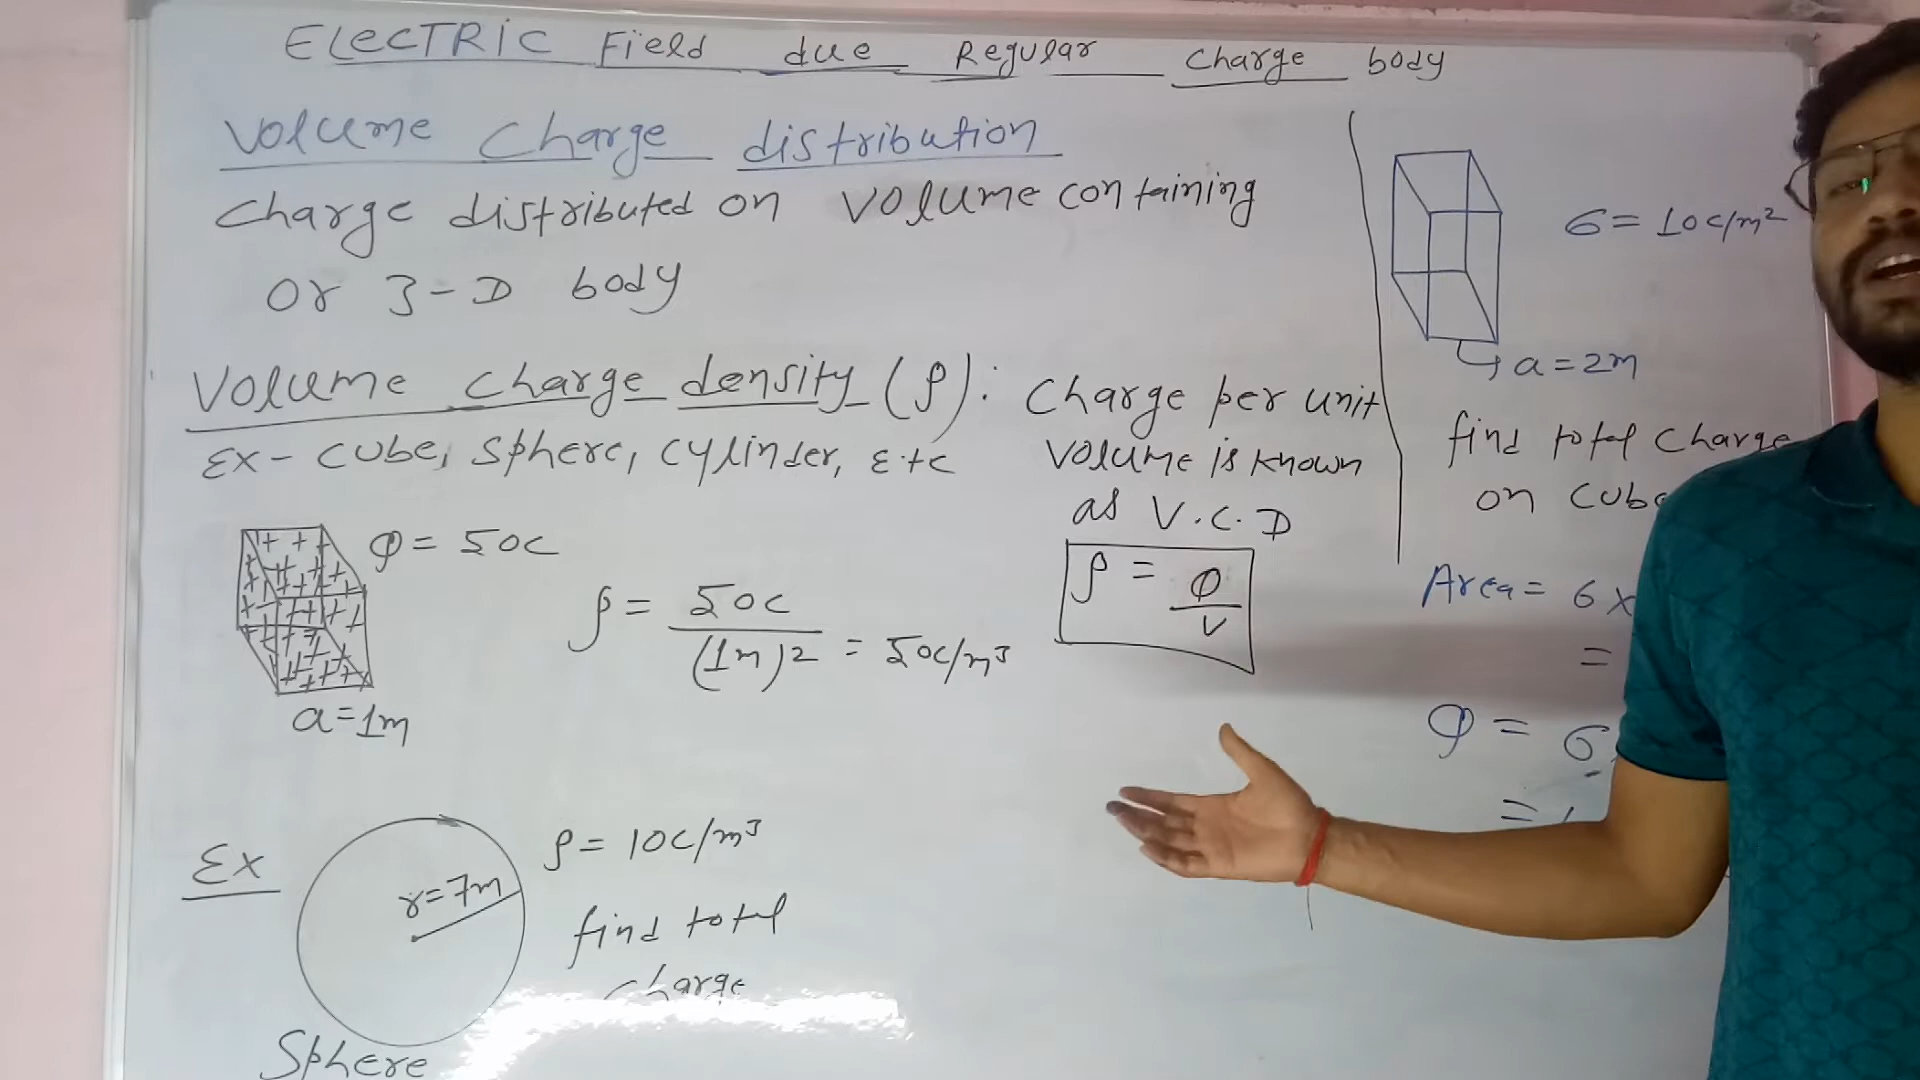 ELECTRIC Field due Regular charge body
Volume Charge distribution
Charge distributed on volume containing
or 3-D body
Volume charge density (ρ): Charge per unit
Ex- cube, sphere, cylinder, Etc
volume is known
as V.C.D
φ = 50C
ρ = 50C / (1m)2 = 50C/m3
ρ = φ / V
a = 1m
Ex
r=7m
ρ = 10C/m3
find total
charge
Sphere
σ = 10C/m2
a = 2m
find total charge
on cube
Area = 6 x
=
φ = σ
=